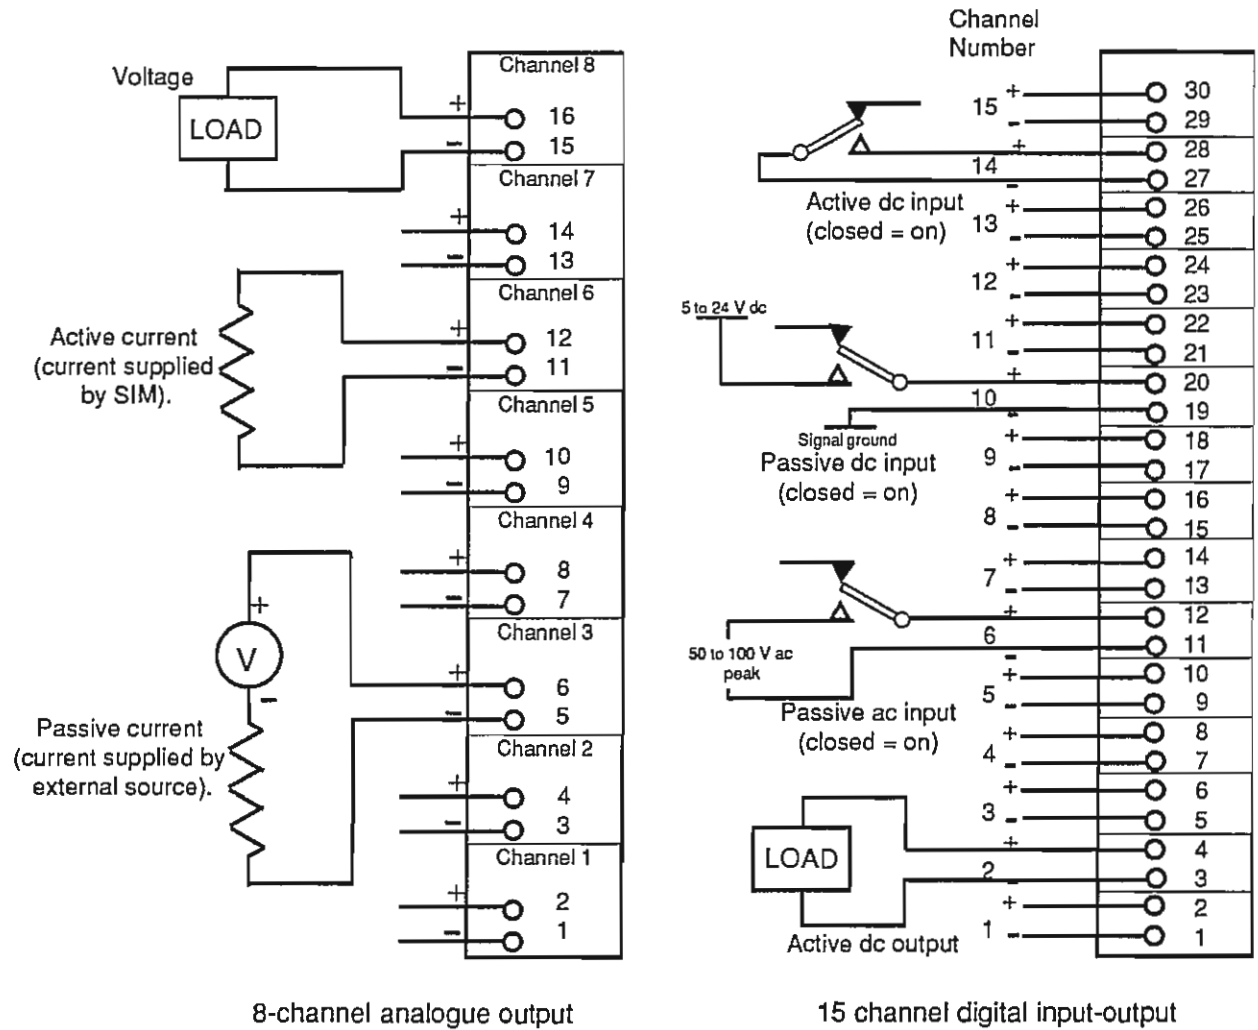 Channel 8
Voltage
LOAD
+ 16
- 15
Channel 7
+ 14
- 13
Channel 6
Active current
(current supplied
by SIM).
+ 12
- 11
Channel 5
+ 10
- 9
Channel 4
+ 8
- 7
Channel 3
+
V
-
+ 6
- 5
Passive current
(current supplied by
external source).
Channel 2
+ 4
- 3
Channel 1
+ 2
- 1
8-channel analogue output
Channel
Number
15 + 30
- 29
14 + 28
- 27
Active dc input
(closed = on)
13 + 26
- 25
12 + 24
- 23
5 to 24 V dc
11 + 22
- 21
10 + 20
- 19
Signal ground
Passive dc input
(closed = on)
9 + 18
- 17
8 + 16
- 15
7 + 14
- 13
6 + 12
- 11
50 to 100 V ac
peak
Passive ac input
(closed = on)
5 + 10
- 9
4 + 8
- 7
3 + 6
- 5
LOAD
2 + 4
- 3
Active dc output
1 + 2
- 1
15 channel digital input-output